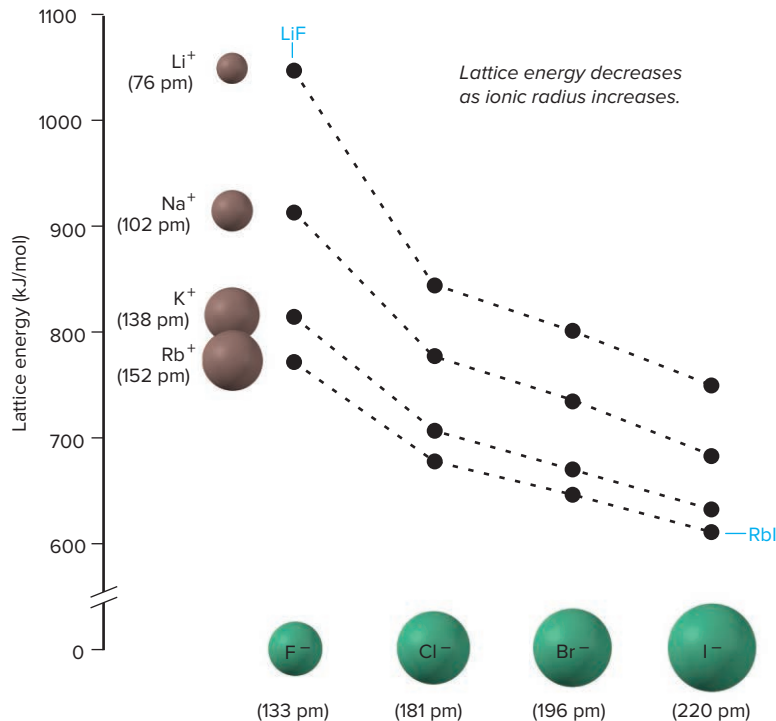 1100
LiF
Li⁺
(76 pm)
Lattice energy decreases
as ionic radius increases.
1000
Na⁺
(102 pm)
900
Lattice energy (kJ/mol)
K⁺
(138 pm)
800
Rb⁺
(152 pm)
700
600
RbI
0
F⁻ Cl⁻ Br⁻ I⁻
(133 pm) (181 pm) (196 pm) (220 pm)